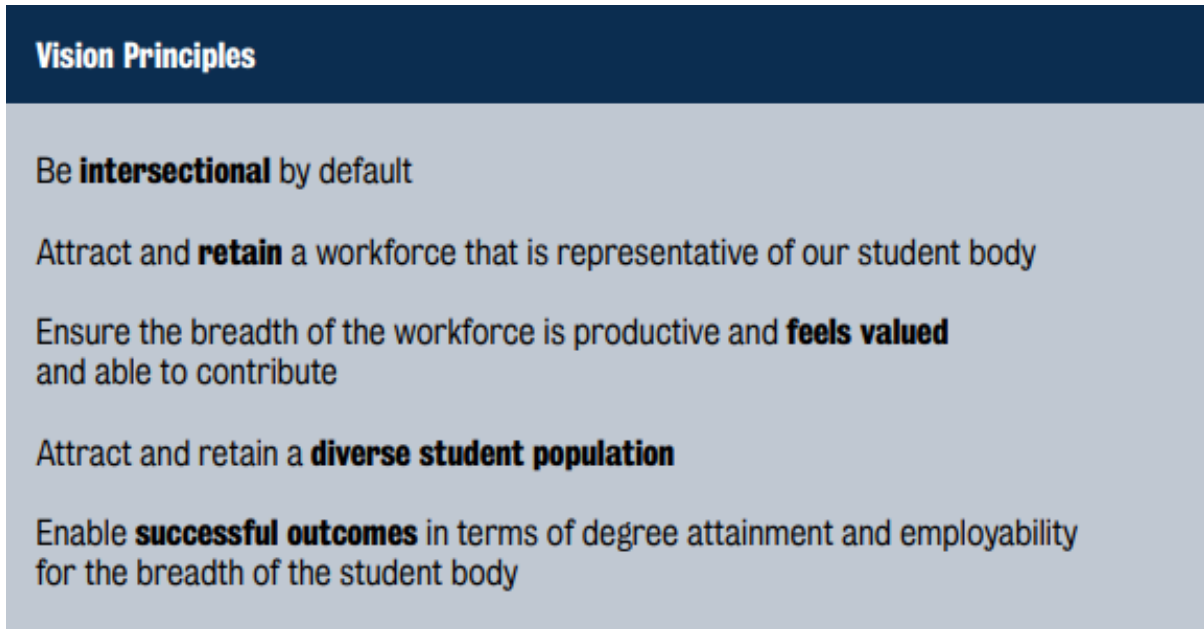 Vision Principles
Be intersectional by default
Attract and retain a workforce that is representative of our student body
Ensure the breadth of the workforce is productive and feels valued
and able to contribute
Attract and retain a diverse student population
Enable successful outcomes in terms of degree attainment and employability
for the breadth of the student body